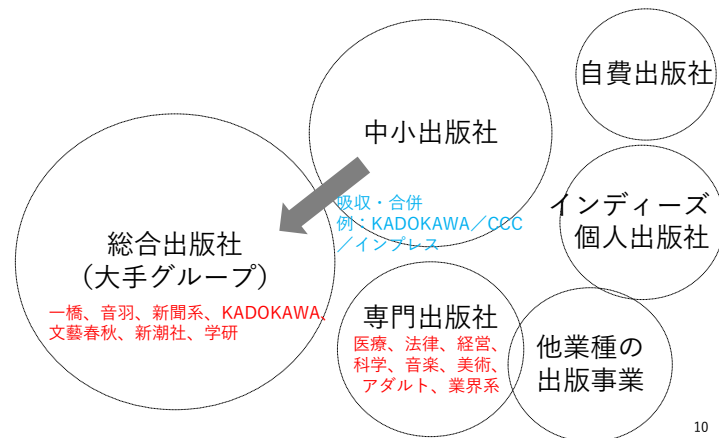 自費出版社
中小出版社
吸収・合併
例：KADOKAWA／CCC
／インプレス
インディーズ
個人出版社
総合出版社
（大手グループ）
一橋、音羽、新聞系、KADOKAWA、
文藝春秋、新潮社、学研
専門出版社
医療、法律、経営、
科学、音楽、美術、
アダルト、業界系
他業種の
出版事業
10